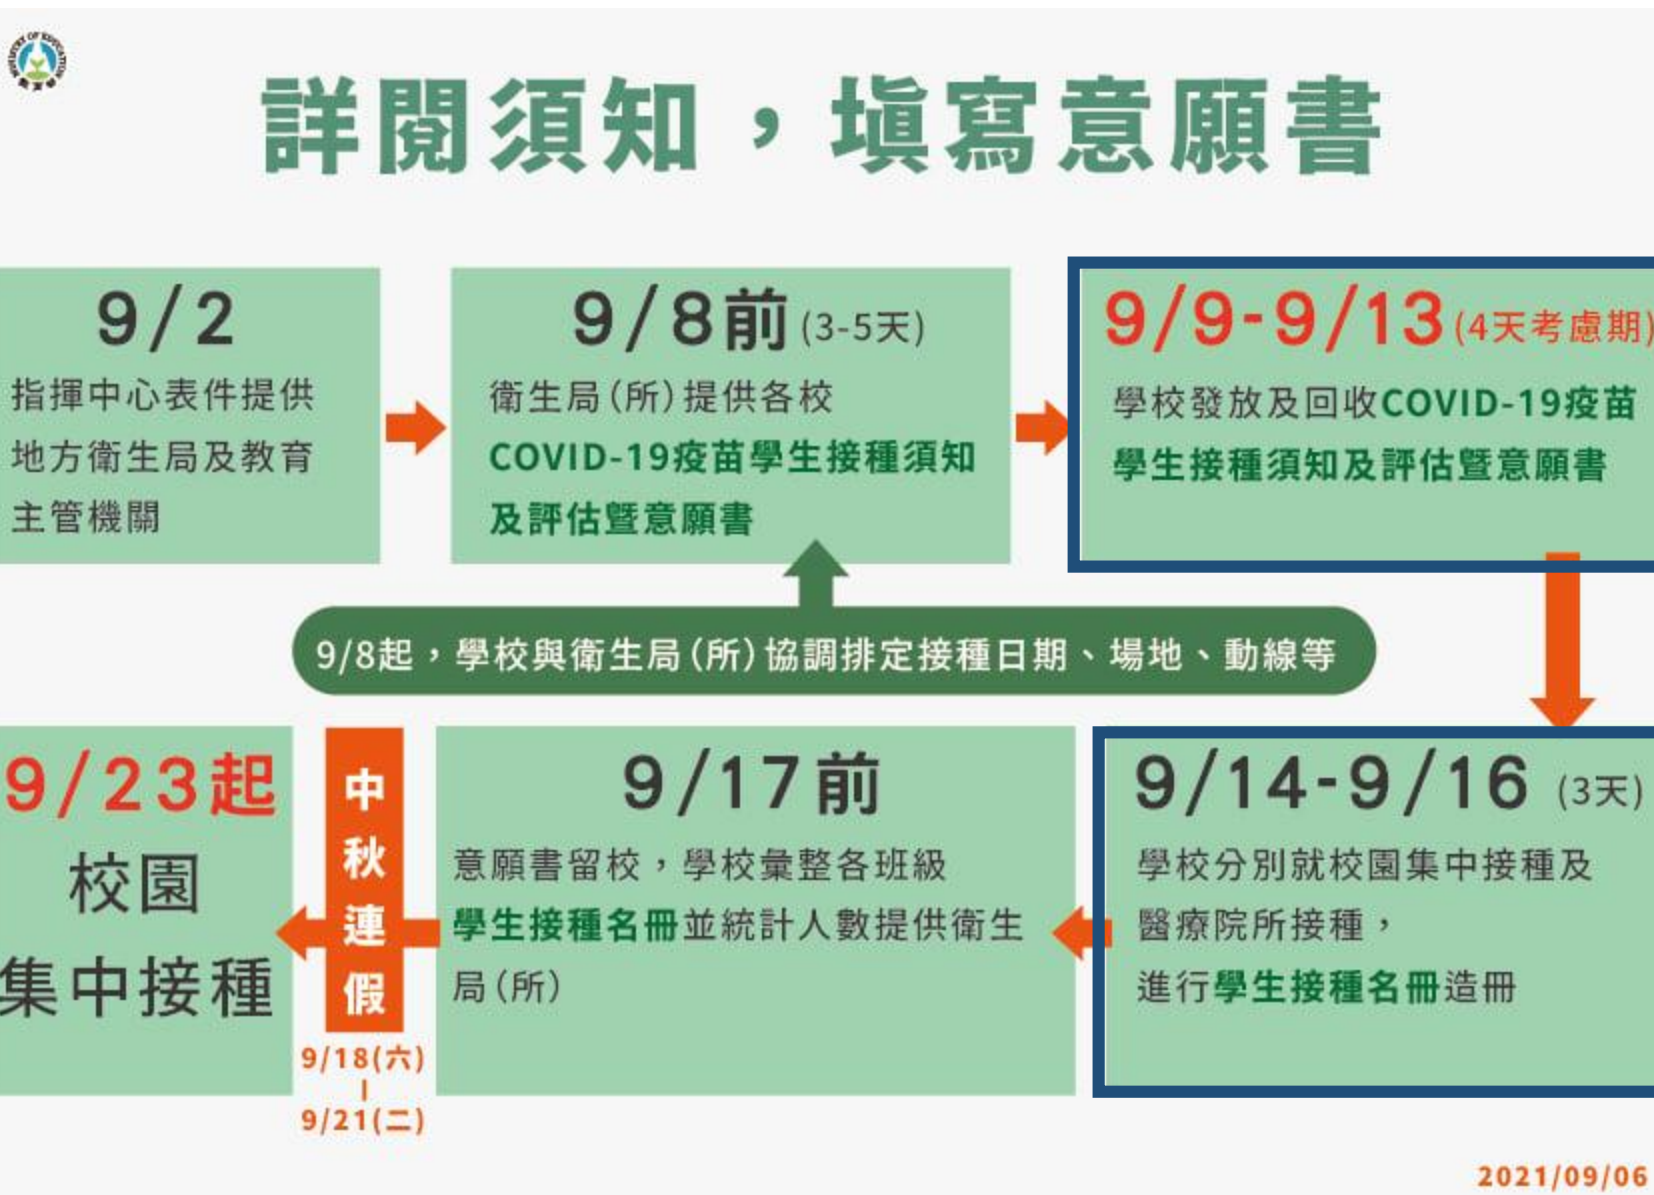 MINISTRY OF EDUCATION
教育部
詳閱須知，填寫意願書
9/2
指揮中心表件提供
地方衛生局及教育
主管機關
9/8前(3-5天)
衛生局(所)提供各校
COVID-19疫苗學生接種須知
及評估暨意願書
9/9-9/13(4天考慮期)
學校發放及回收COVID-19疫苗
學生接種須知及評估暨意願書
9/8起，學校與衛生局(所)協調排定接種日期、場地、動線等
9/14-9/16 (3天)
學校分別就校園集中接種及
醫療院所接種，
進行學生接種名冊造冊
9/17前
意願書留校，學校彙整各班級
學生接種名冊並統計人數提供衛生
局(所)
中
秋
連
假
9/18(六)
|
9/21(二)
9/23起
校園
集中接種
2021/09/06